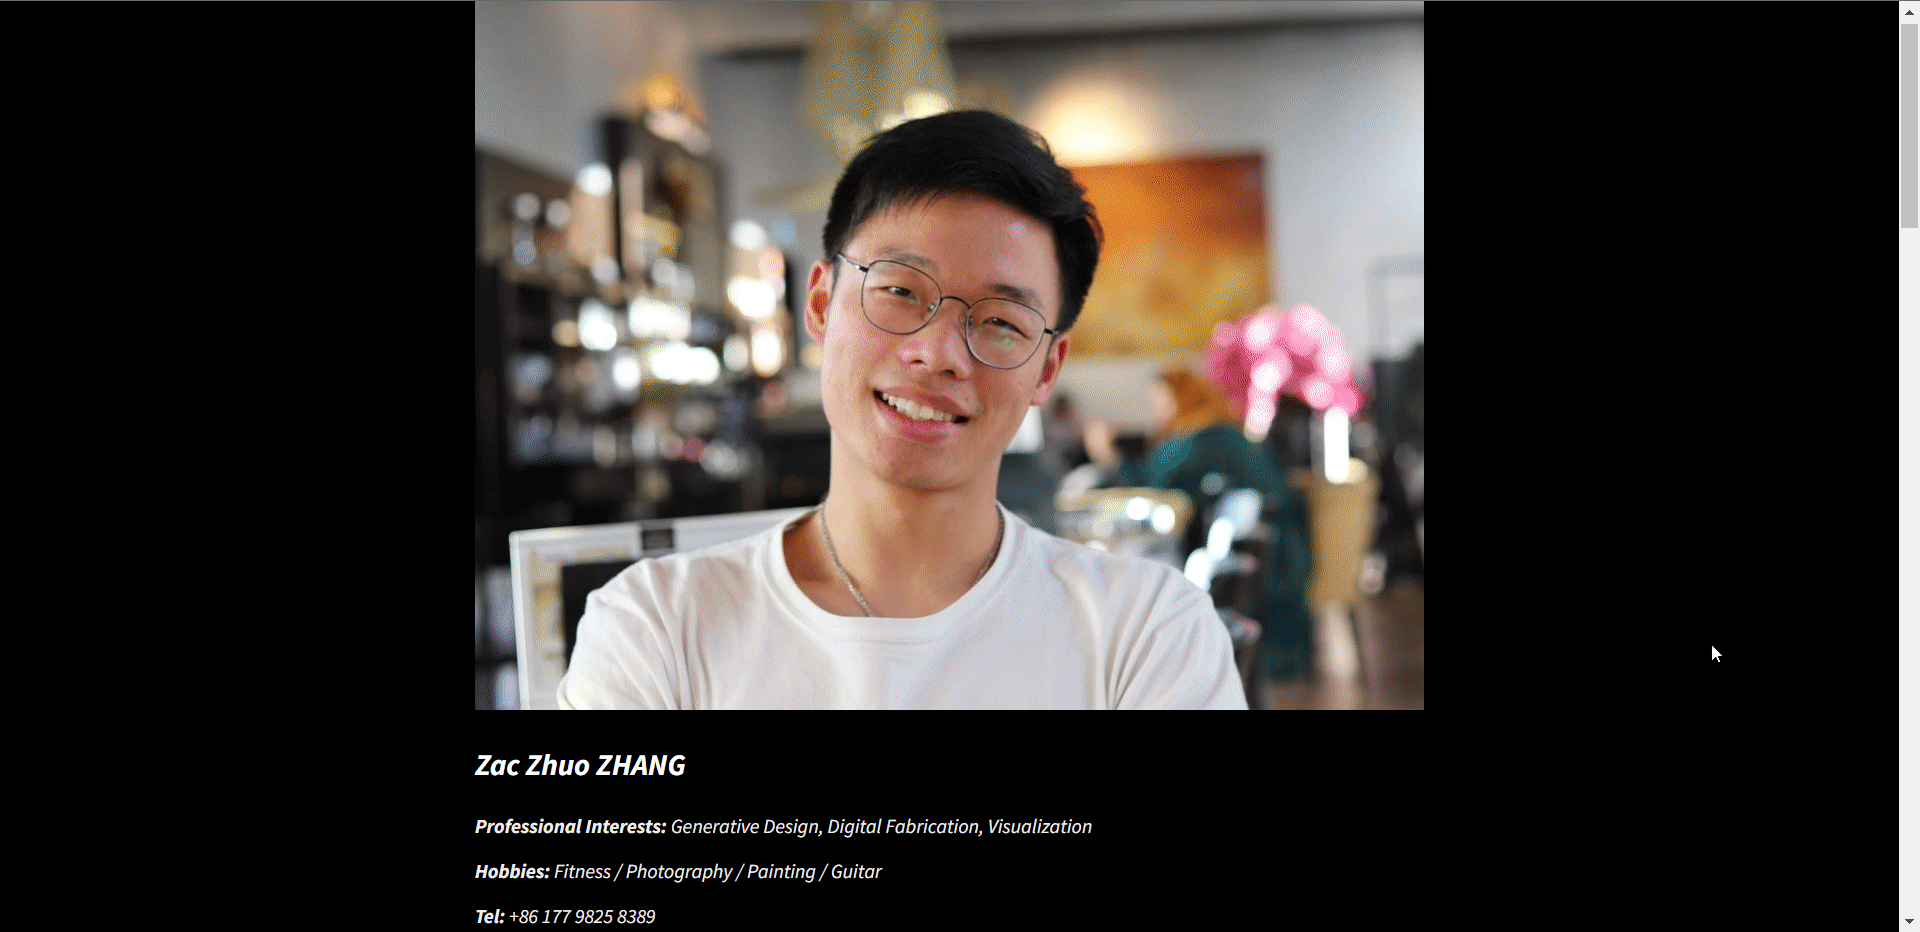 Zac Zhuo ZHANG
Professional Interests: Generative Design, Digital Fabrication, Visualization
Hobbies: Fitness / Photography / Painting / Guitar
Tel: +86 177 9825 8389